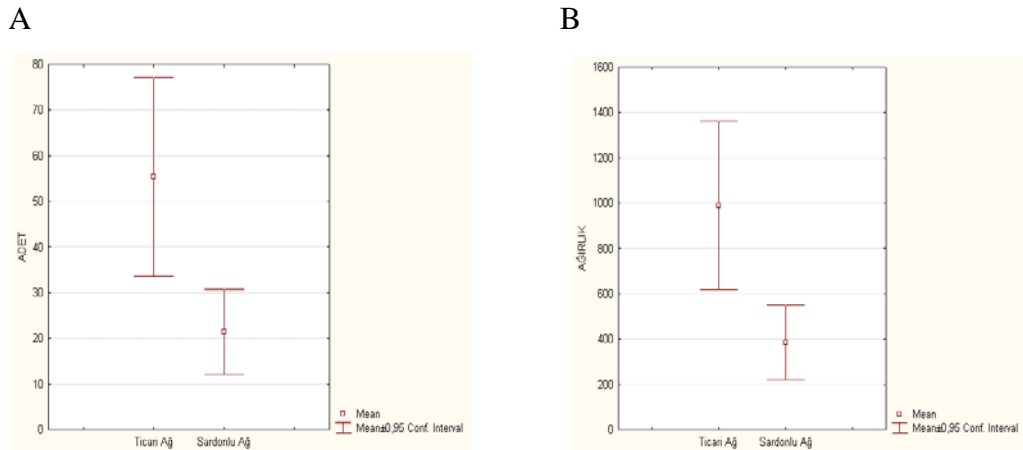 A
80
70
60
50
40
30
20
10
0
ADET
Ticari Ağ Sardonlu Ağ
Mean
Mean±0,95 Conf. Interval
B
1600
1400
1200
1000
800
600
400
200
0
AĞIRLIK
Ticari Ağ Sardonlu Ağ
Mean
Mean±0,95 Conf. Interval